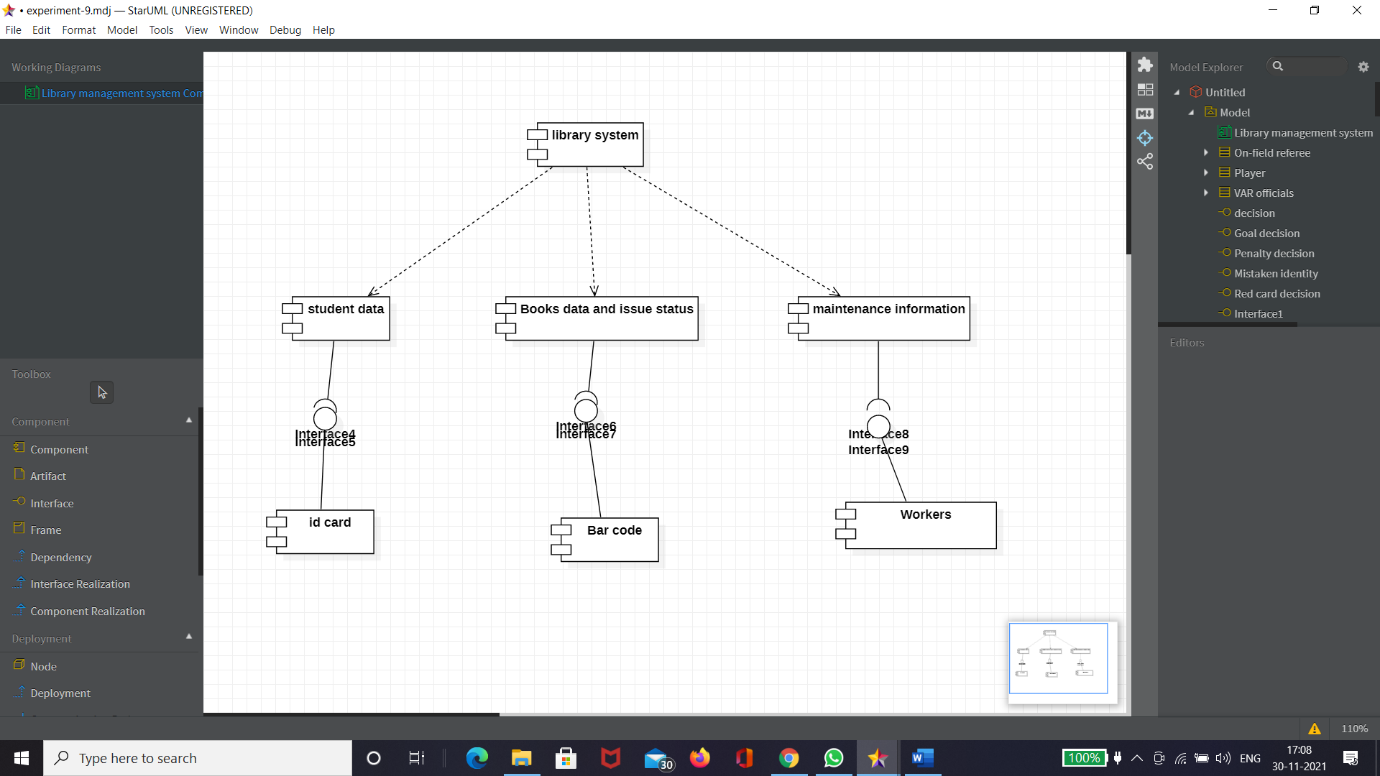 • experiment-9.mdj — StarUML (UNREGISTERED)
File Edit Format Model Tools View Window Debug Help
Working Diagrams
Library management system Com
Toolbox
Component
Component
Artifact
Interface
Frame
Dependency
Interface Realization
Component Realization
Deployment
Node
Deployment
library system
student data
Books data and issue status
maintenance information
Interface4
Interface5
Interface6
Interface7
Interface8
Interface9
id card
Bar code
Workers
Model Explorer
Untitled
Model
Library management system
On-field referee
Player
VAR officials
decision
Goal decision
Penalty decision
Mistaken identity
Red card decision
Interface1
Editors
110%
Type here to search
30
100%
ENG
17:08
30-11-2021